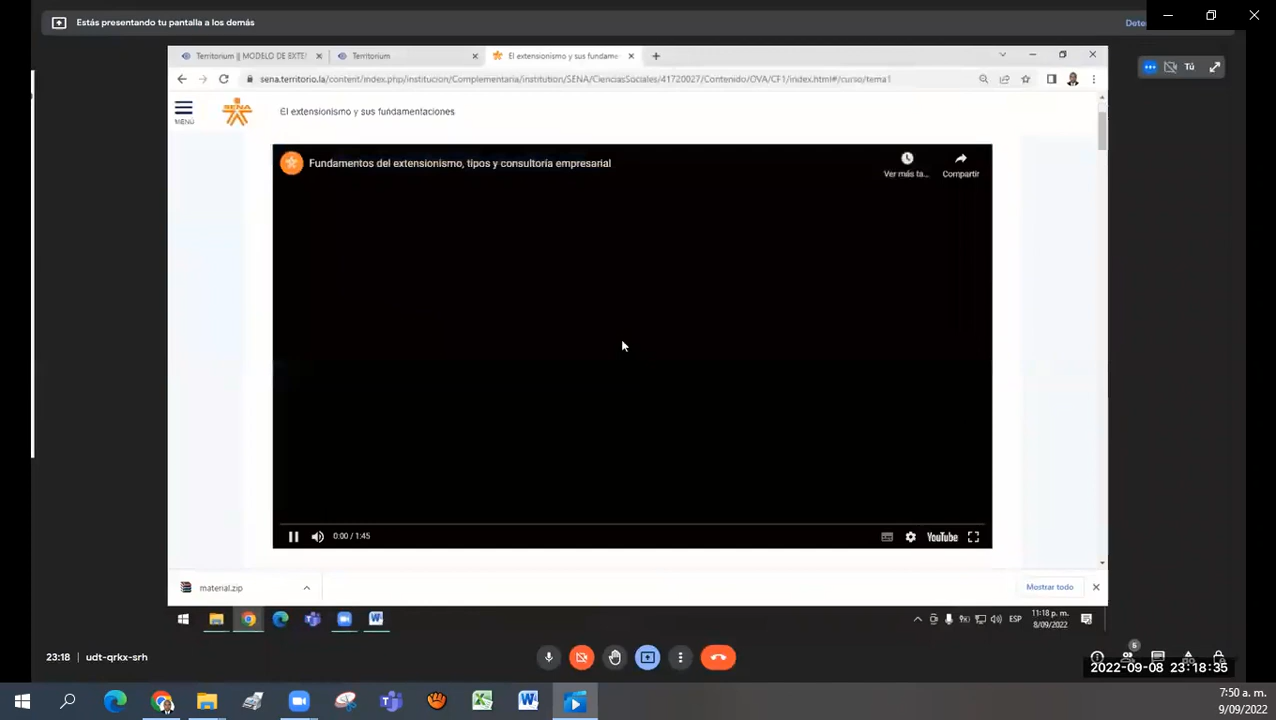 Estás presentando tu pantalla a los demás
Dete
Territorium || MODELO DE EXTE
Territorium
El extensionismo y sus fundame
Tú
sena.territorio.la/content/index.php/institucion/Complementaria/institution/SENA/CienciasSociales/41720027/Contenido/OVA/CF1/index.html#/curso/tema1
MENÚ
SENA
El extensionismo y sus fundamentaciones
Fundamentos del extensionismo, tipos y consultoría empresarial
Ver más ta...
Compartir
0:00 / 1:45
YouTube
material.zip
Mostrar todo
ESP
11:18 p. m.
8/09/2022
23:18
udt-qrkx-srh
5
2022-09-08 23:18:35
7:50 a. m.
9/09/2022